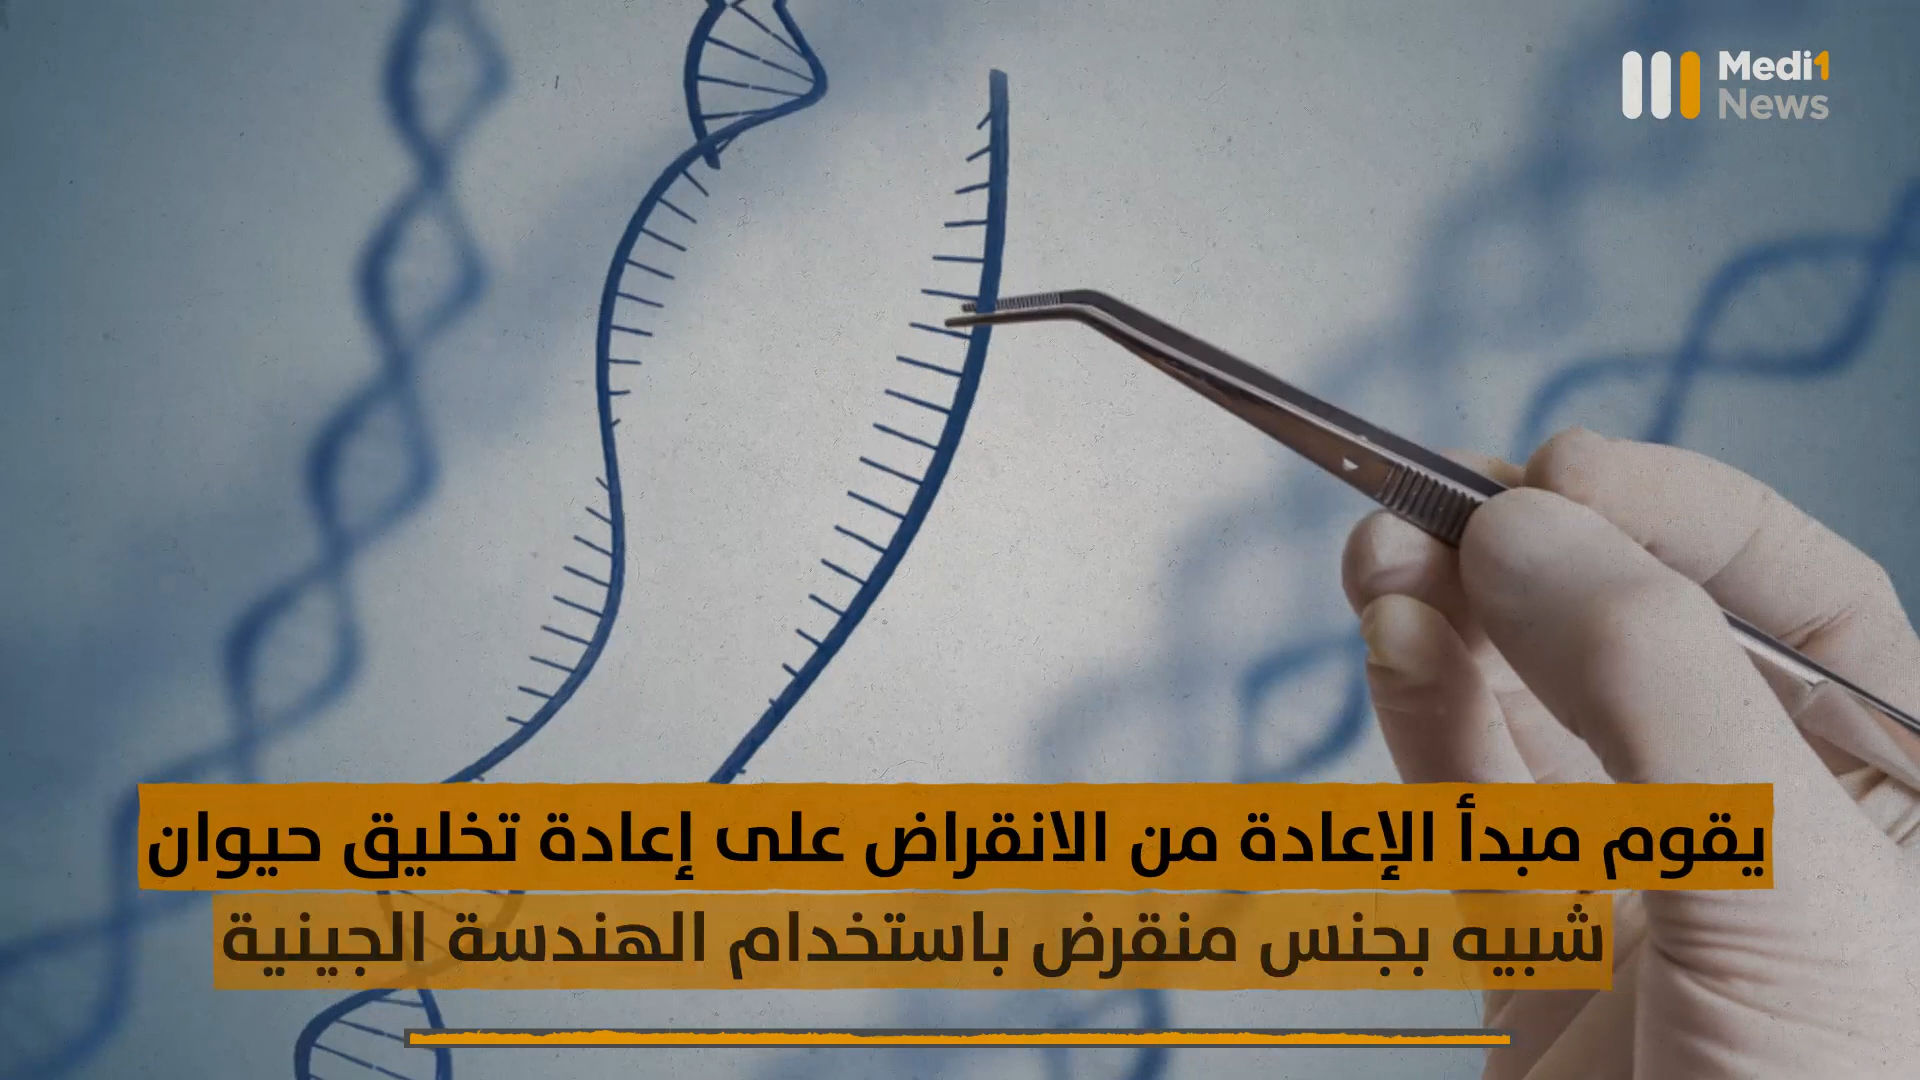 Medi1
News
يقوم مبدأ الإعادة من الانقراض على إعادة تخليق حيوان
شبيه بجنس منقرض باستخدام الهندسة الجينية